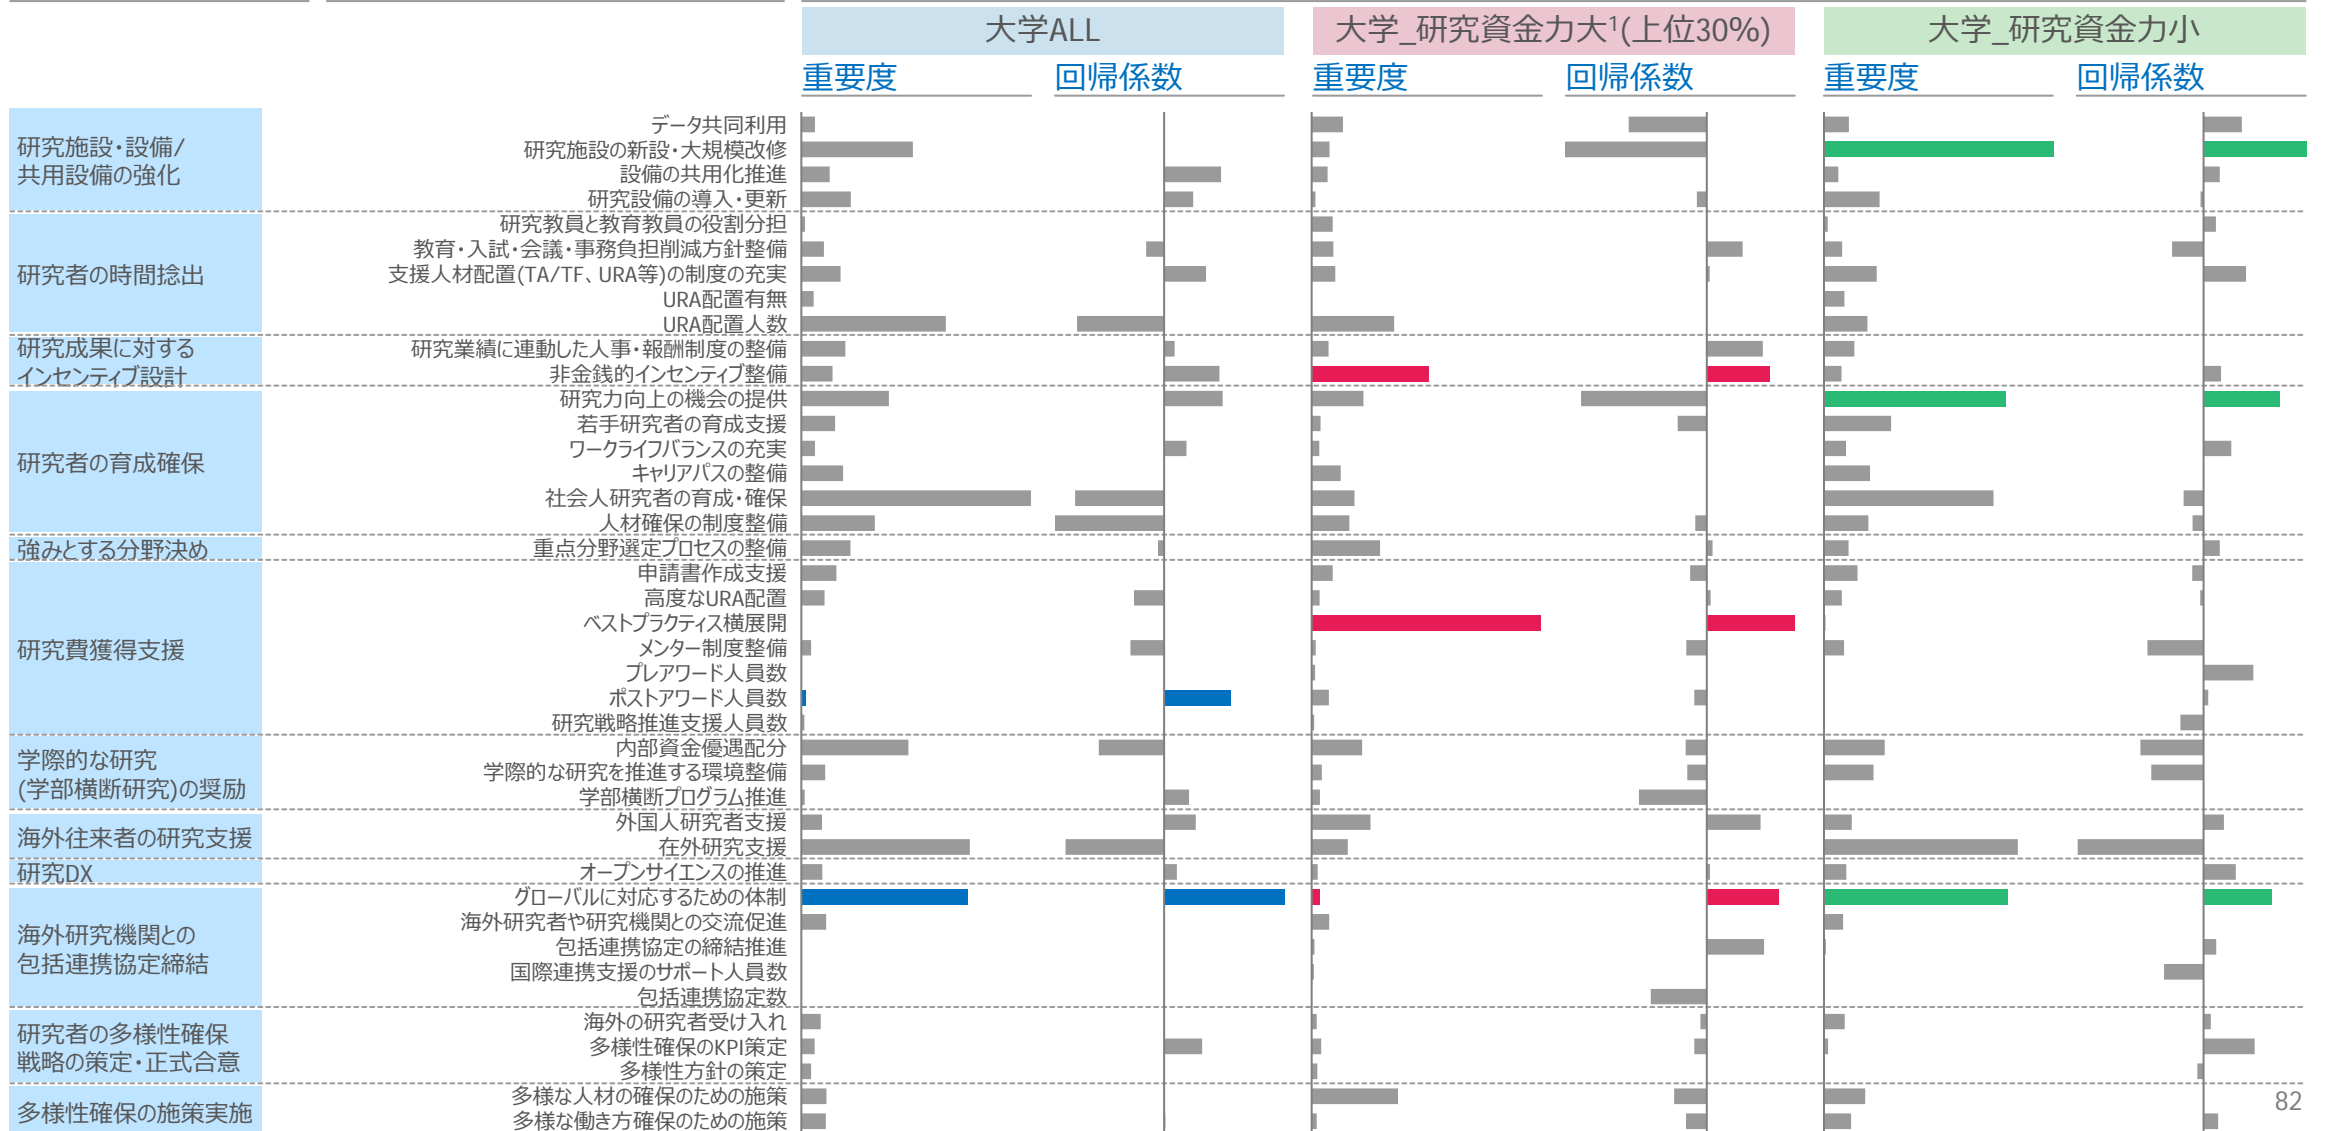 大学ALL
大学_研究資金力大1(上位30%)
大学_研究資金力小
重要度
回帰係数
重要度
回帰係数
重要度
回帰係数
研究施設・設備/
共用設備の強化
データ共同利用
研究施設の新設・大規模改修
設備の共用化推進
研究設備の導入・更新
研究者の時間捻出
研究教員と教育教員の役割分担
教育・入試・会議・事務負担削減方針整備
支援人材配置(TA/TF、URA等)の制度の充実
URA配置有無
URA配置人数
研究成果に対する
インセンティブ設計
研究業績に連動した人事・報酬制度の整備
非金銭的インセンティブ整備
研究者の育成確保
研究力向上の機会の提供
若手研究者の育成支援
ワークライフバランスの充実
キャリアパスの整備
社会人研究者の育成・確保
人材確保の制度整備
強みとする分野決め
重点分野選定プロセスの整備
研究費獲得支援
申請書作成支援
高度なURA配置
ベストプラクティス横展開
メンター制度整備
プレアワード人員数
ポストアワード人員数
研究戦略推進支援人員数
学際的な研究
(学部横断研究)の奨励
内部資金優遇配分
学際的な研究を推進する環境整備
学部横断プログラム推進
海外往来者の研究支援
外国人研究者支援
在外研究支援
研究DX
オープンサイエンスの推進
海外研究機関との
包括連携協定締結
グローバルに対応するための体制
海外研究者や研究機関との交流促進
包括連携協定の締結推進
国際連携支援のサポート人員数
包括連携協定数
研究者の多様性確保
戦略の策定・正式合意
海外の研究者受け入れ
多様性確保のKPI策定
多様性方針の策定
多様性確保の施策実施
多様な人材の確保のための施策
多様な働き方確保のための施策
82